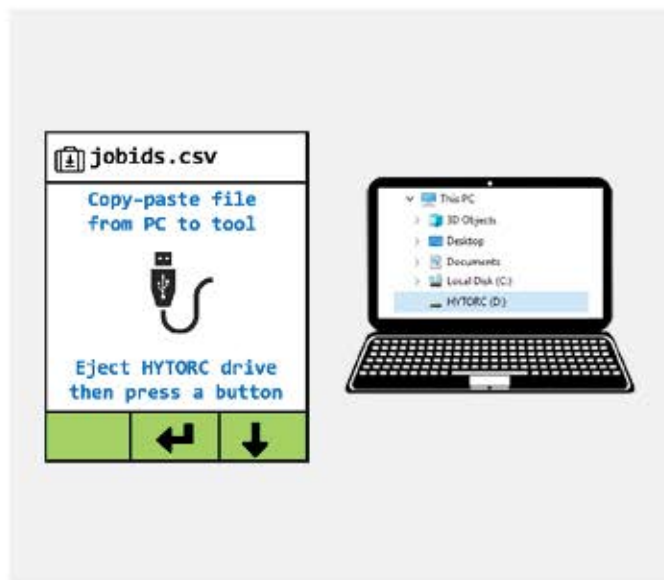 jobids.csv
Copy-paste file
from PC to tool
Eject HYTORC drive
then press a button
This PC
3D Objects
Desktop
Documents
Local Disk (C:)
HYTORC (D:)